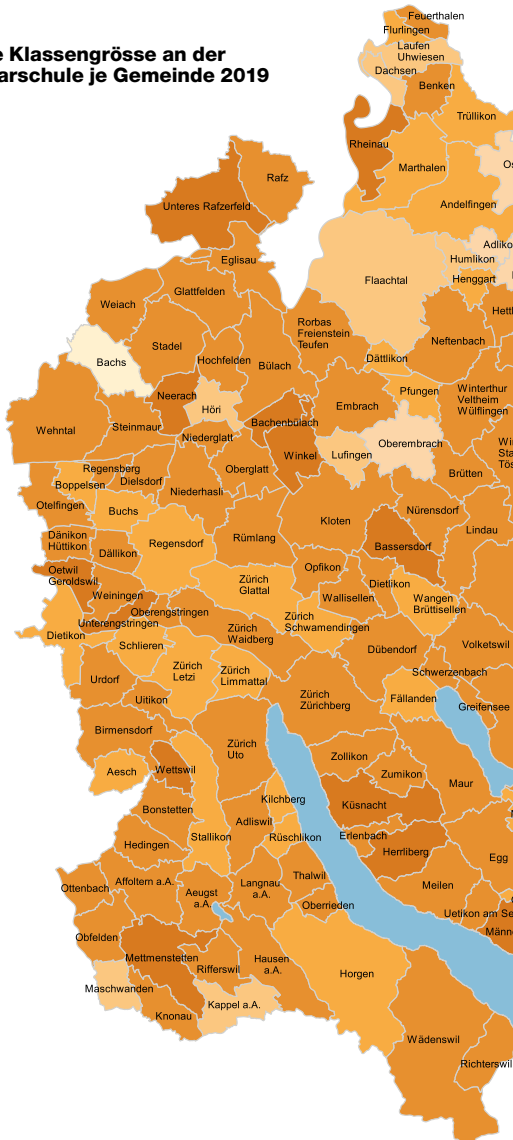 e Klassengrösse an der
arschule je Gemeinde 2019
Feuerthalen
Flurlingen
Laufen
Uhwiesen
Dachsen
Benken
Trüllikon
Rheinau
Marthalen
Os
Rafz
Andelfingen
Unteres Rafzerfeld
Adliko
Humlikon
Eglisau
Flaachtal
Henggart
Glattfelden
Weiach
Hettl
Rorbas
Freienstein
Teufen
Neftenbach
Stadel
Hochfelden
Bülach
Dättlikon
Bachs
Pfungen
Winterthur
Veltheim
Wülflingen
Neerach
Höri
Embrach
Bachenbülach
Wehntal
Steinmaur
Niederglatt
Oberembrach
Win
Sta
Tös
Winkel
Lufingen
Regensberg
Oberglatt
Brütten
Boppelsen
Dielsdorf
Niederhasli
Otelfingen
Buchs
Nürensdorf
Kloten
Lindau
Dänikon
Hüttikon
Regensdorf
Rümlang
Bassersdorf
Dällikon
Oetwil
Geroldswil
Opfikon
Zürich
Glattal
Dietlikon
Weiningen
Wallisellen
Wangen
Brüttisellen
Oberengstringen
Unterengstringen
Zürich
Schwamendingen
Dietikon
Zürich
Waidberg
Schlieren
Dübendorf
Volketswil
Zürich
Letzi
Zürich
Limmattal
Schwerzenbach
Urdorf
Uitikon
Zürich
Zürichberg
Fällanden
Greifensee
Birmensdorf
Zürich
Uto
Zollikon
Aesch
Wettswil
Zumikon
Maur
Kilchberg
Küsnacht
Bonstetten
Adliswil
Stallikon
Rüschlikon
Erlenbach
Hedingen
Herrliberg
Egg
Thalwil
Affoltern a.A.
Langnau
a.A.
Meilen
Ottenbach
Aeugst
a.A.
Oberrieden
Uetikon am Se
Männe
Obfelden
Mettmenstetten
Hausen
a.A.
Rifferswil
Horgen
Maschwanden
Kappel a.A.
Knonau
Wädenswil
Richterswil